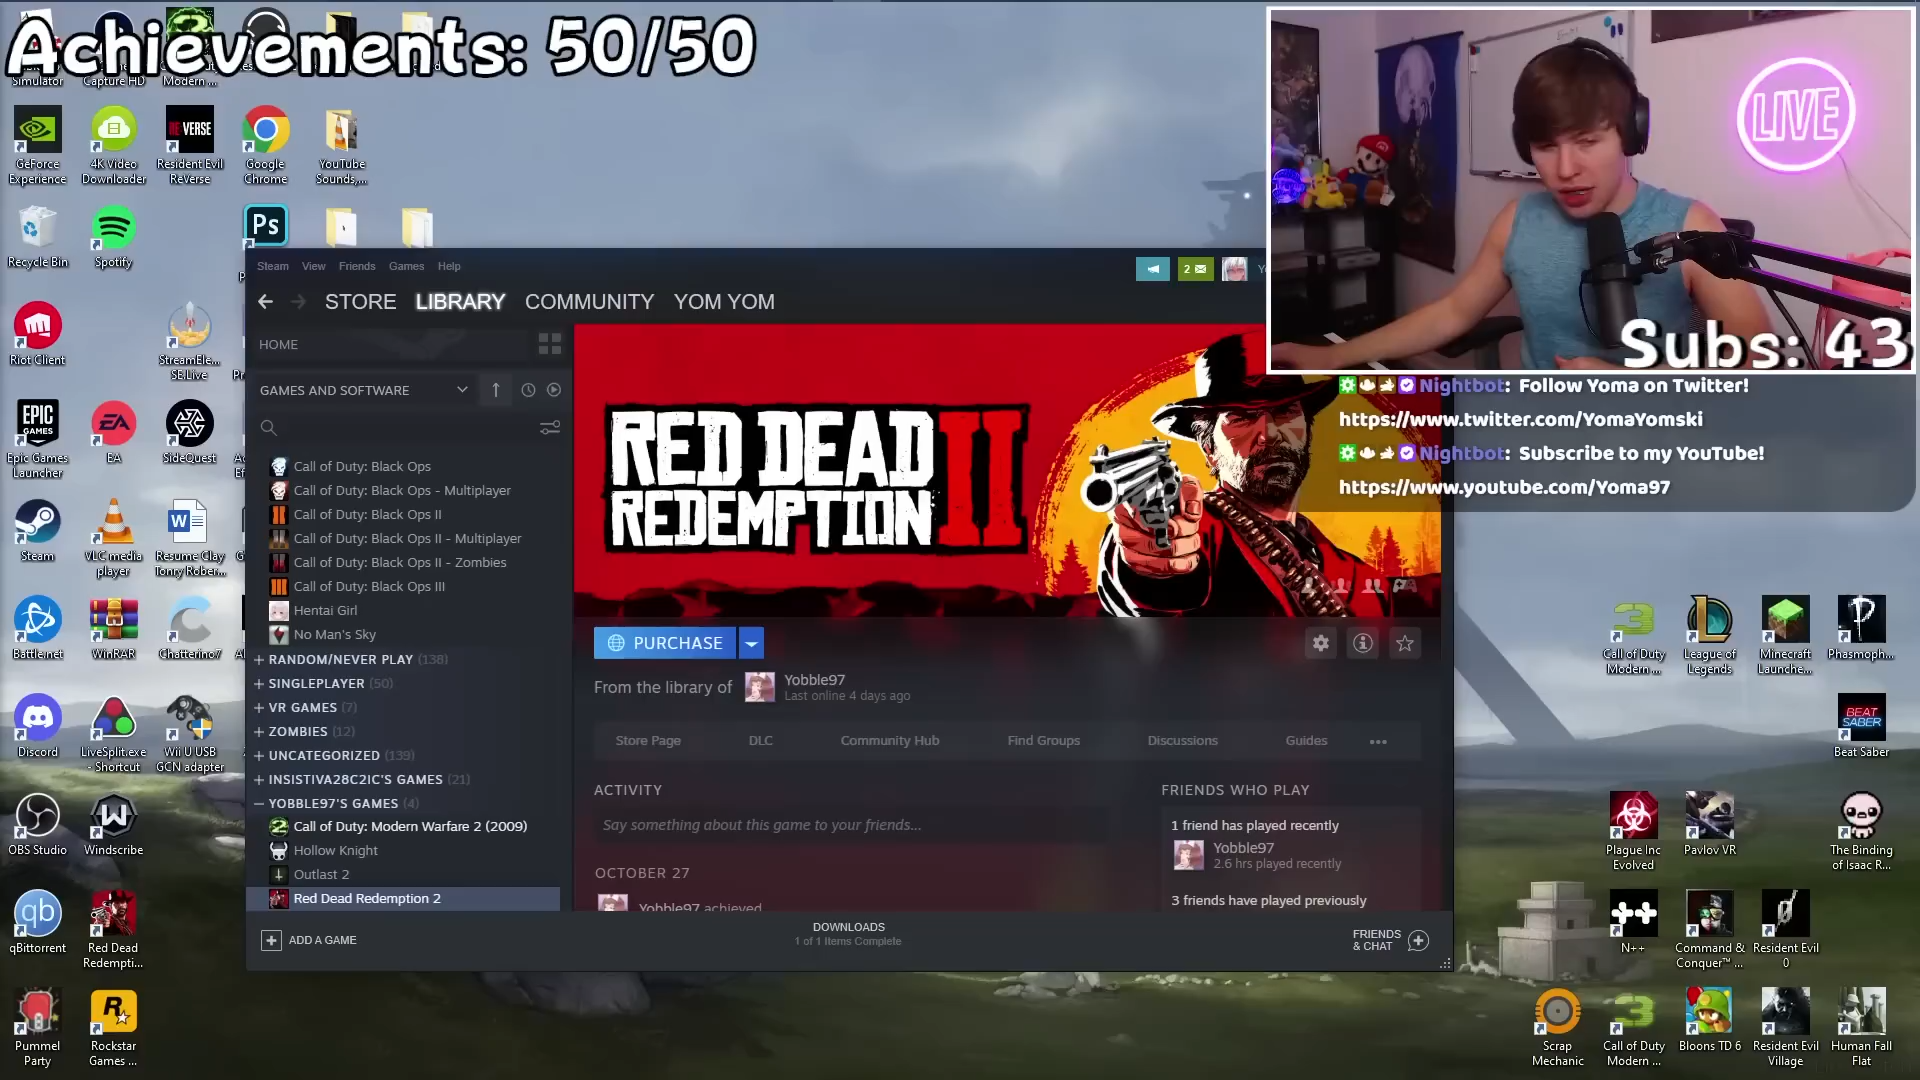 Achievements: 50/50
Simulator
Capture HD
Modern ...
GeForce
Experience
4K Video
Downloader
RE:VERSE
Resident Evil
ReVerse
Google
Chrome
YouTube
Sounds,...
LIVE
Recycle Bin
Spotify
Ps
Steam View Friends Games Help
2
STORE LIBRARY COMMUNITY YOM YOM
Subs: 43
Riot Client
StreamEle...
SE.Live
HOME
GAMES AND SOFTWARE
Nightbot: Follow Yoma on Twitter!
https://www.twitter.com/YomaYomski
Nightbot: Subscribe to my YouTube!
https://www.youtube.com/Yoma97
EPIC
GAMES
Epic Games
Launcher
EA
EA
SideQuest
RED DEAD
REDEMPTION II
Call of Duty: Black Ops
Call of Duty: Black Ops - Multiplayer
Call of Duty: Black Ops II
Call of Duty: Black Ops II - Multiplayer
Call of Duty: Black Ops II - Zombies
Call of Duty: Black Ops III
Hentai Girl
No Man's Sky
Steam
VLC media
player
W
Resume Clay
Tonry Rober...
Battle.net
WinRAR
Chatterino7
RANDOM/NEVER PLAY (138)
SINGLEPLAYER (50)
VR GAMES (7)
ZOMBIES (12)
UNCATEGORIZED (139)
INSISTIVA28C2IC'S GAMES (21)
YOBBLE97'S GAMES (4)
Call of Duty: Modern Warfare 2 (2009)
Hollow Knight
Outlast 2
Red Dead Redemption 2
PURCHASE
From the library of
Yobble97
Last online 4 days ago
Store Page DLC Community Hub Find Groups Discussions Guides
ACTIVITY
Say something about this game to your friends...
OCTOBER 27
Yobble97 achieved
FRIENDS WHO PLAY
1 friend has played recently
Yobble97
2.6 hrs played recently
3 friends have played previously
ADD A GAME
DOWNLOADS
1 of 1 Items Complete
FRIENDS
& CHAT
Discord
LiveSplit.exe
- Shortcut
Wii U USB
GCN adapter
OBS Studio
Windscribe
qb
qBittorrent
Red Dead
Redempti...
Pummel
Party
R
Rockstar
Games ...
3
Call of Duty
Modern ...
League of
Legends
Minecraft
Launche...
Phasmoph...
BEAT
SABER
Beat Saber
Plague Inc
Evolved
Pavlov VR
The Binding
of Isaac R...
N++
Command &
Conquer™ ...
Resident Evil
0
Scrap
Mechanic
3
Call of Duty
Modern ...
Bloons TD 6
Resident Evil
Village
Human Fall
Flat